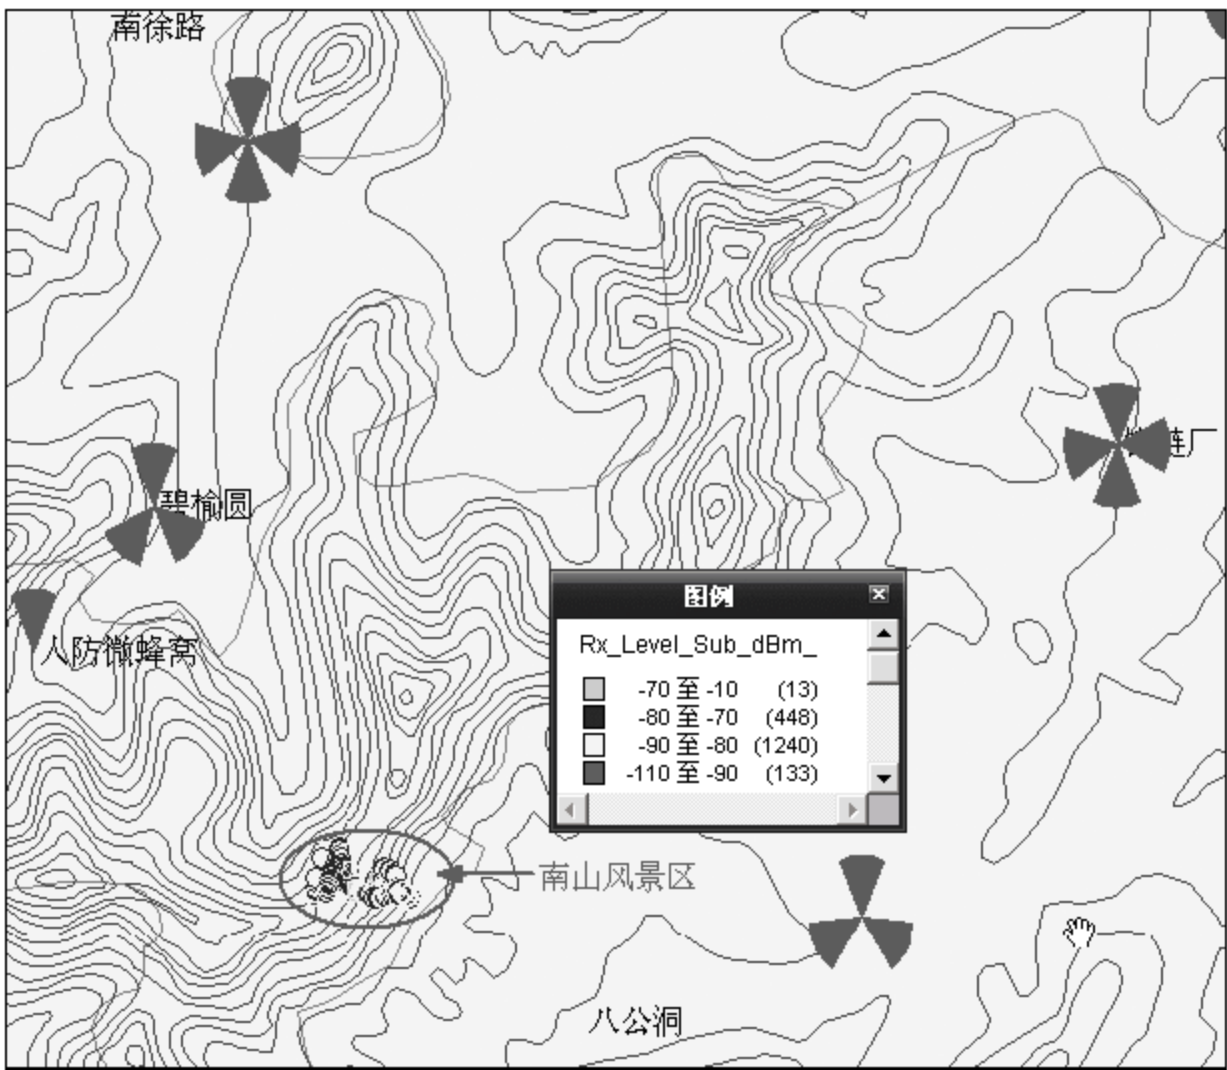 南徐路
碧榆圆
人防微蜂窝
图例
Rx_Level_Sub_dBm_
-70 至 -10 (13)
-80 至 -70 (448)
-90 至 -80 (1240)
-110 至 -90 (133)
南山风景区
八公洞